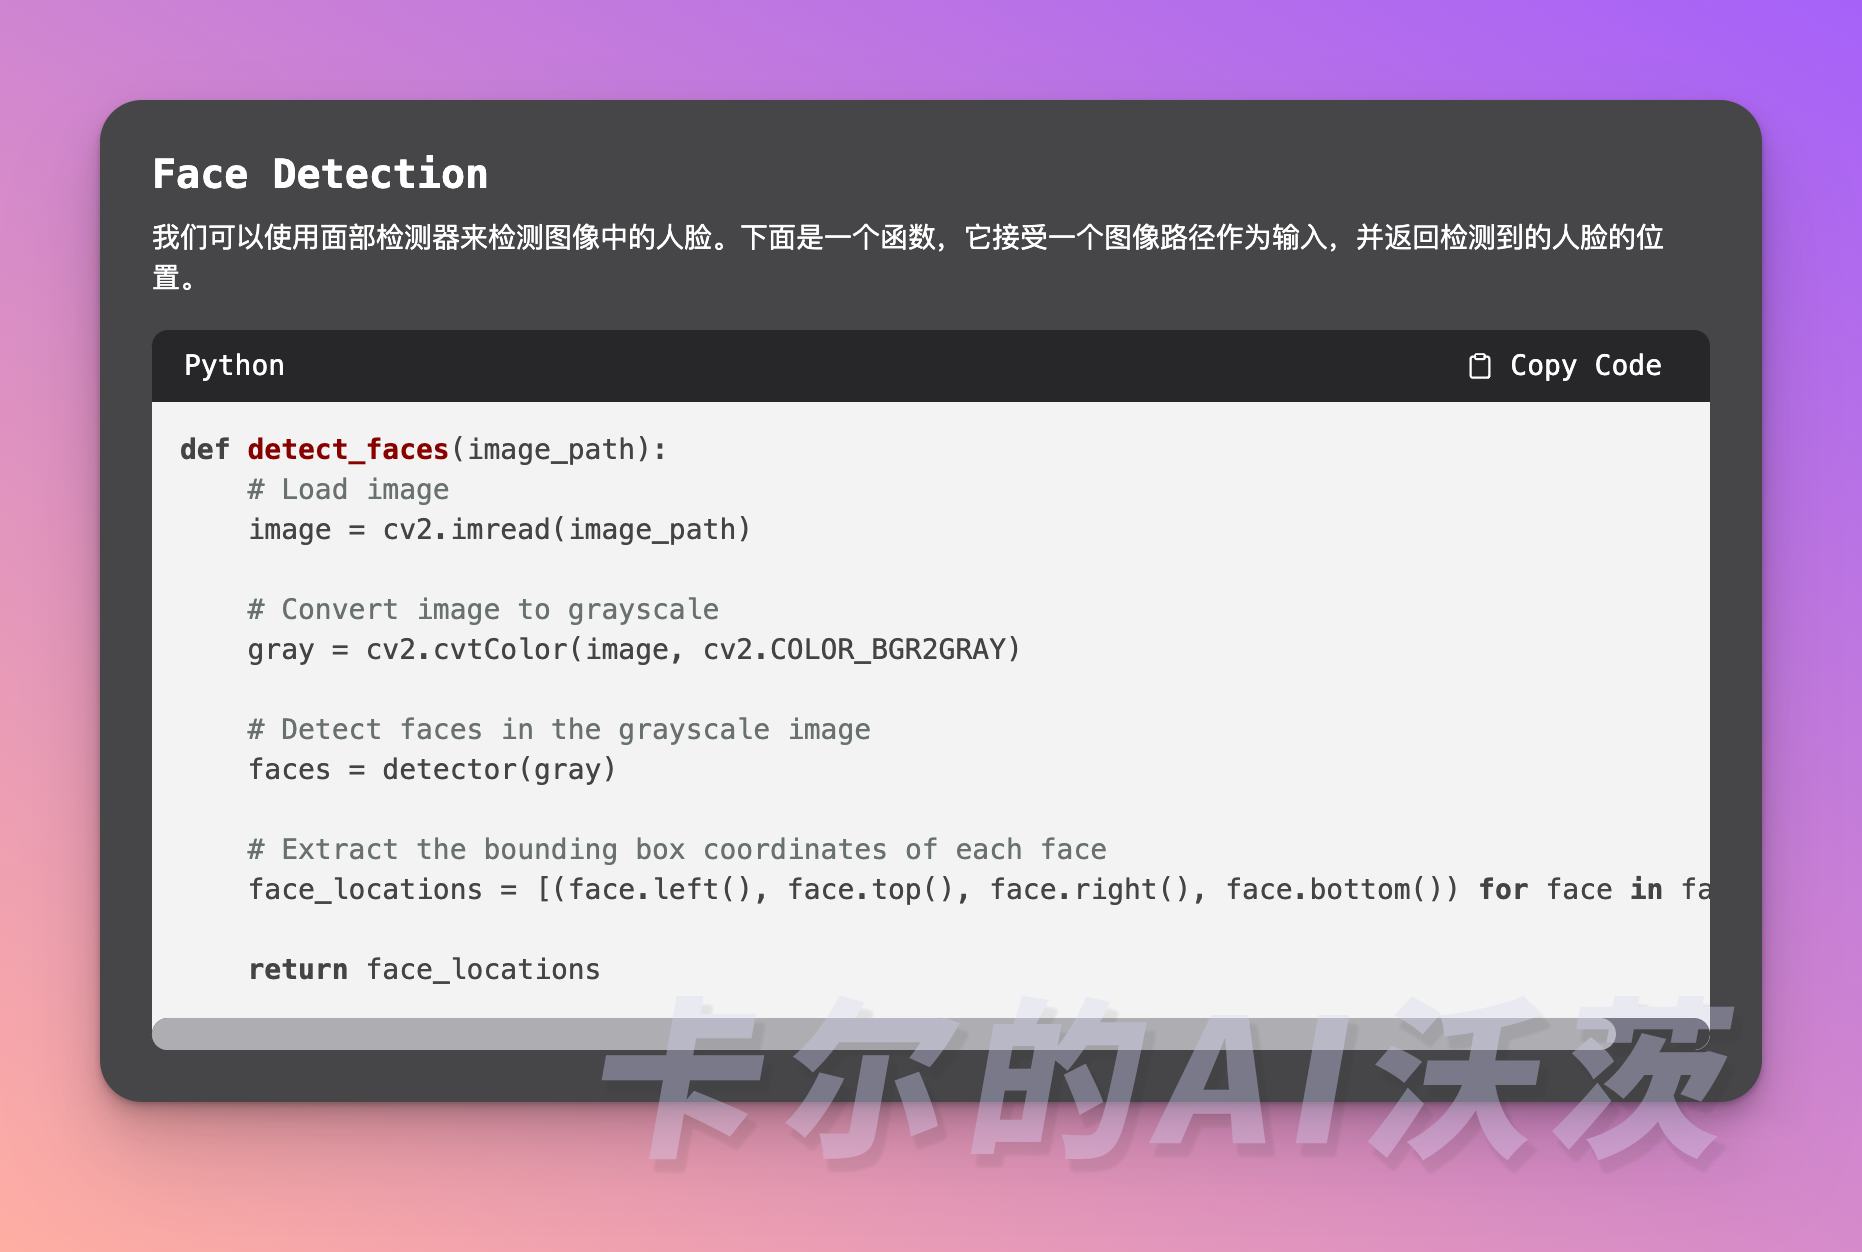 Face Detection
我们可以使用面部检测器来检测图像中的人脸。下面是一个函数，它接受一个图像路径作为输入，并返回检测到的人脸的位
置。
Python
Copy Code
def detect_faces(image_path):
    # Load image
    image = cv2.imread(image_path)
    # Convert image to grayscale
    gray = cv2.cvtColor(image, cv2.COLOR_BGR2GRAY)
    # Detect faces in the grayscale image
    faces = detector(gray)
    # Extract the bounding box coordinates of each face
    face_locations = [(face.left(), face.top(), face.right(), face.bottom()) for face in fa
    return face_locations
卡尔的AI沃茨